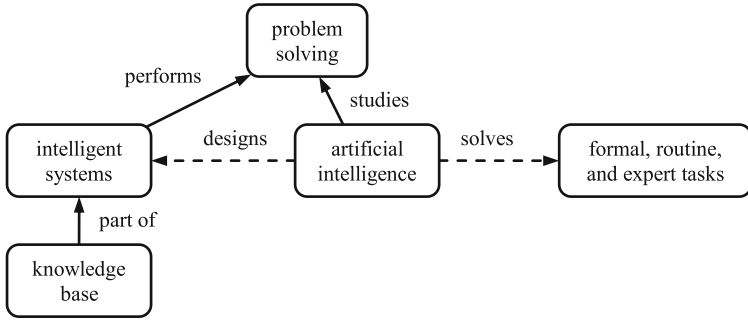 problem
solving
performs
studies
intelligent
systems
designs
artificial
intelligence
solves
formal, routine,
and expert tasks
part of
knowledge
base